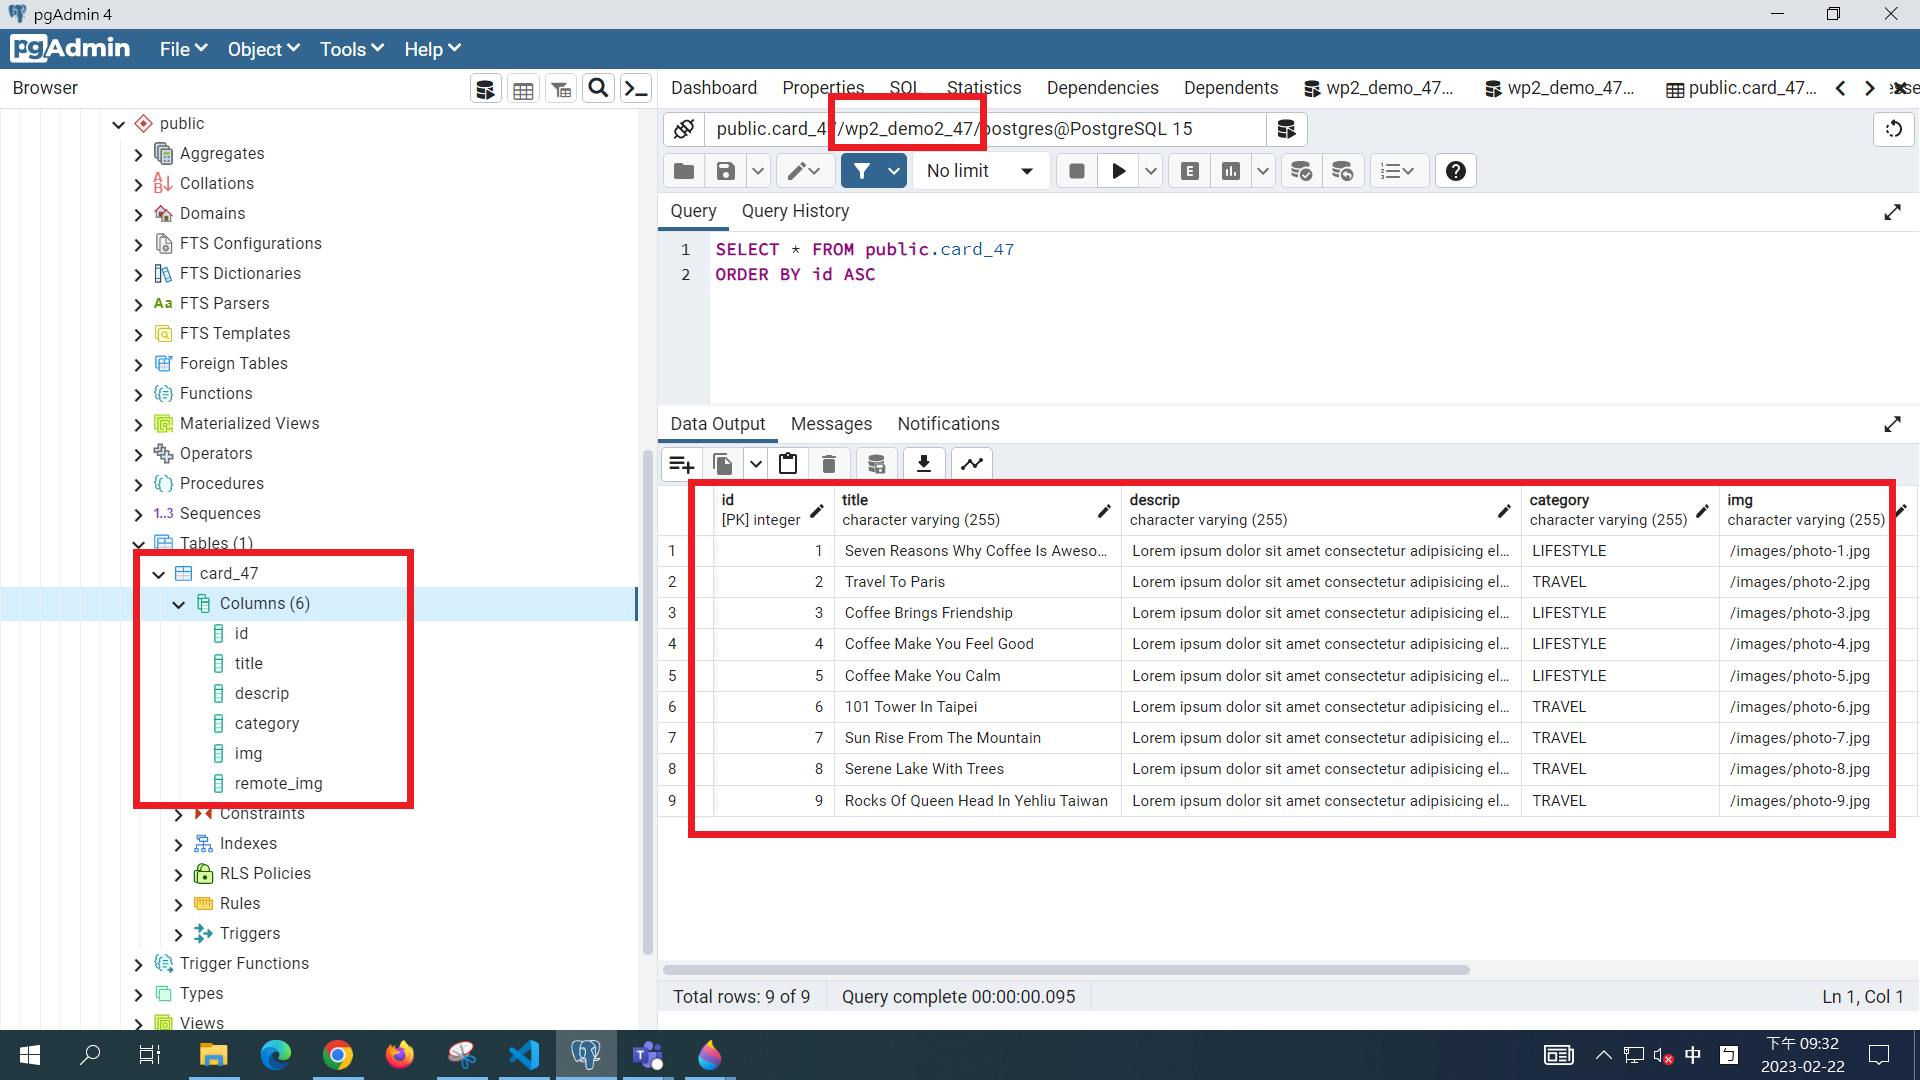 pgAdmin 4
pgAdmin
File
Object
Tools
Help
Browser
public
Aggregates
Collations
Domains
FTS Configurations
FTS Dictionaries
Aa FTS Parsers
FTS Templates
Foreign Tables
Functions
Materialized Views
Operators
Procedures
1..3 Sequences
Tables (1)
card_47
Columns (6)
id
title
descrip
category
img
remote_img
Constraints
Indexes
RLS Policies
Rules
Triggers
Trigger Functions
Types
Views
Dashboard
Properties
SQL
Statistics
Dependencies
Dependents
wp2_demo_47...
wp2_demo_47...
public.card_47...
public.card_47/wp2_demo2_47/postgres@PostgreSQL 15
No limit
E
Query
Query History
1 SELECT * FROM public.card_47
2 ORDER BY id ASC
Data Output
Messages
Notifications
id [PK] integer
title character varying (255)
descrip character varying (255)
category character varying (255)
img character varying (255)
1 1 Seven Reasons Why Coffee Is Aweso... Lorem ipsum dolor sit amet consectetur adipisicing el... LIFESTYLE /images/photo-1.jpg
2 2 Travel To Paris Lorem ipsum dolor sit amet consectetur adipisicing el... TRAVEL /images/photo-2.jpg
3 3 Coffee Brings Friendship Lorem ipsum dolor sit amet consectetur adipisicing el... LIFESTYLE /images/photo-3.jpg
4 4 Coffee Make You Feel Good Lorem ipsum dolor sit amet consectetur adipisicing el... LIFESTYLE /images/photo-4.jpg
5 5 Coffee Make You Calm Lorem ipsum dolor sit amet consectetur adipisicing el... LIFESTYLE /images/photo-5.jpg
6 6 101 Tower In Taipei Lorem ipsum dolor sit amet consectetur adipisicing el... TRAVEL /images/photo-6.jpg
7 7 Sun Rise From The Mountain Lorem ipsum dolor sit amet consectetur adipisicing el... TRAVEL /images/photo-7.jpg
8 8 Serene Lake With Trees Lorem ipsum dolor sit amet consectetur adipisicing el... TRAVEL /images/photo-8.jpg
9 9 Rocks Of Queen Head In Yehliu Taiwan Lorem ipsum dolor sit amet consectetur adipisicing el... TRAVEL /images/photo-9.jpg
Total rows: 9 of 9
Query complete 00:00:00.095
Ln 1, Col 1
中
ㄅ
下午 09:32
2023-02-22